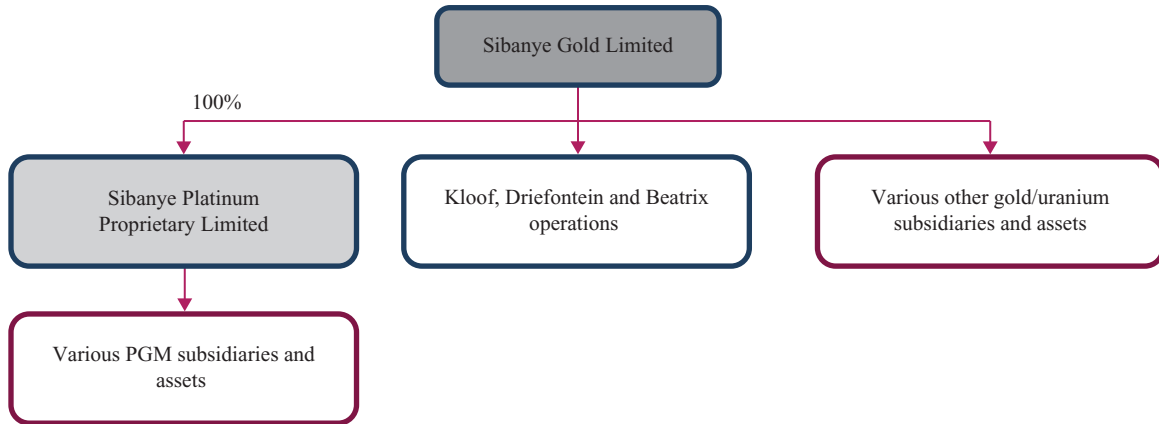 Sibanye Gold Limited
100%
Sibanye Platinum
Proprietary Limited
Kloof, Driefontein and Beatrix
operations
Various other gold/uranium
subsidiaries and assets
Various PGM subsidiaries and
assets